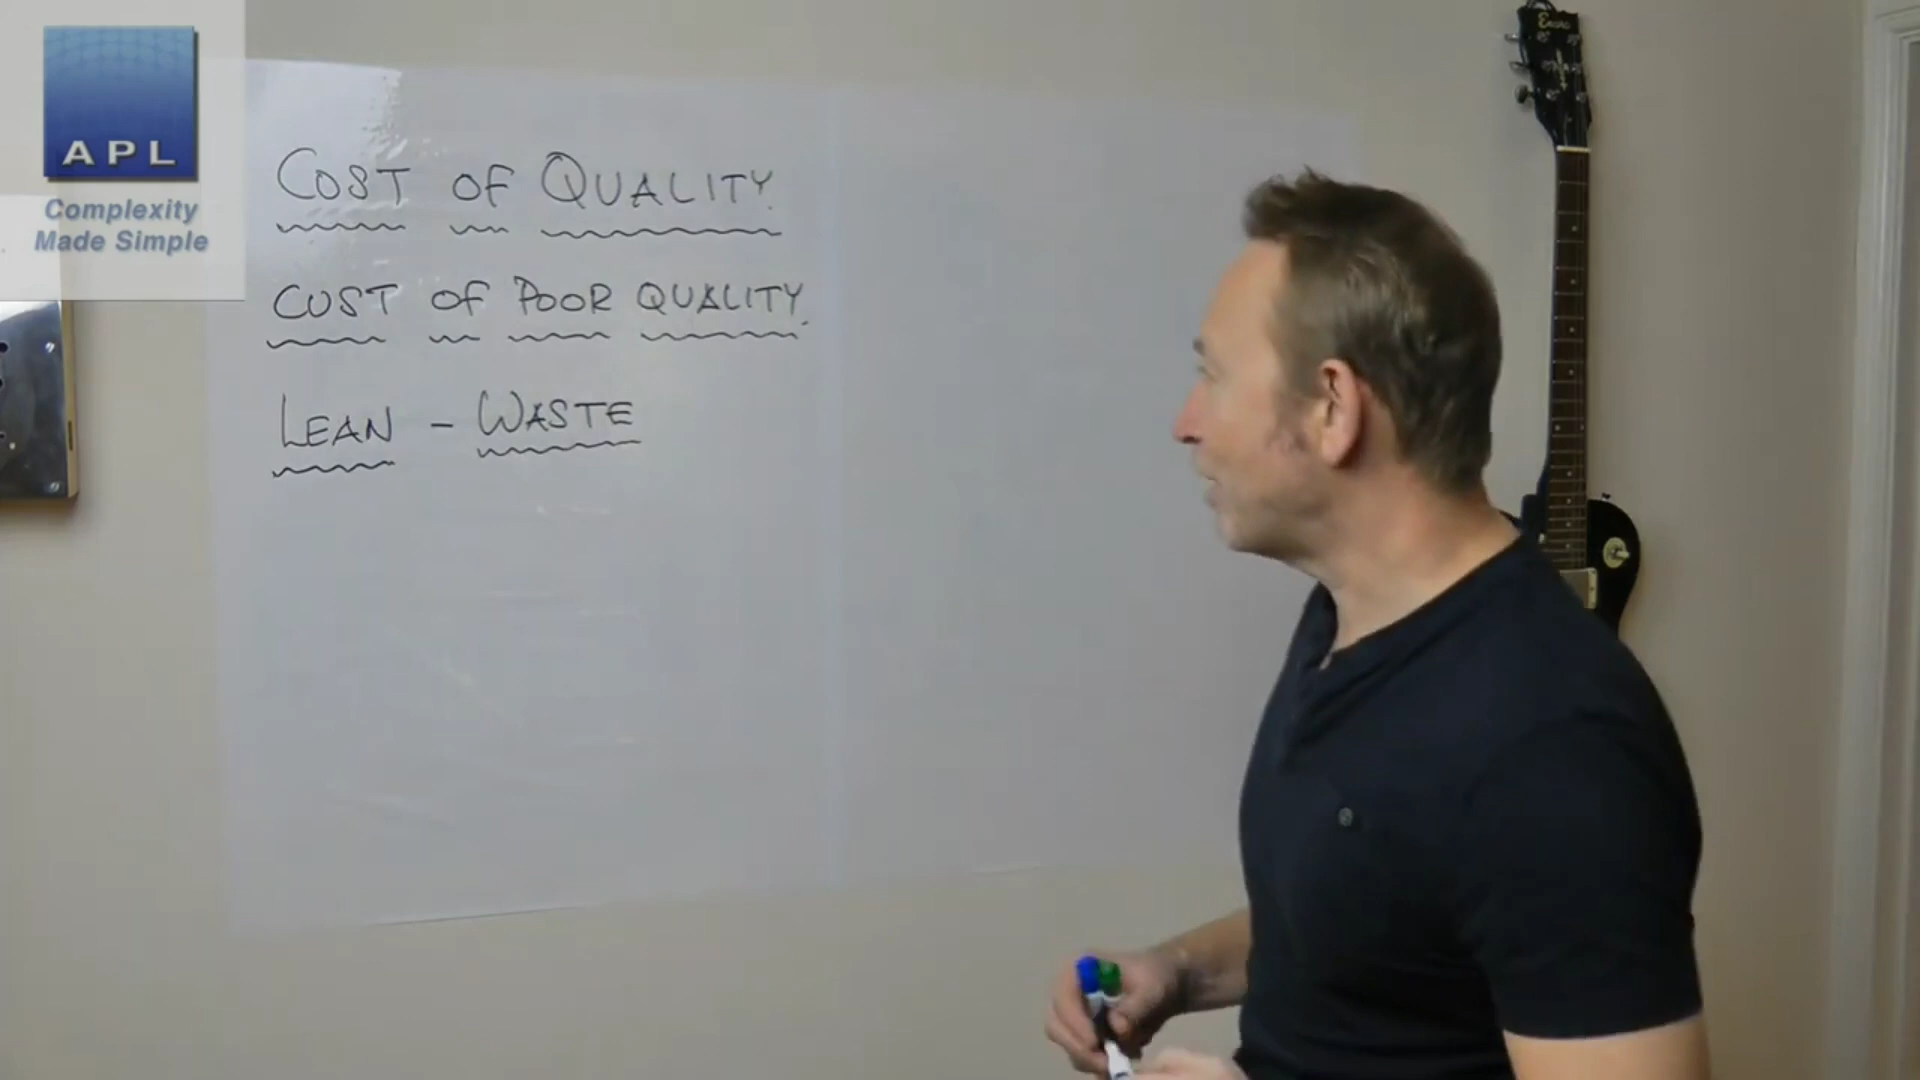 APL
Complexity
Made Simple
COST OF QUALITY.
COST OF POOR QUALITY.
LEAN - WASTE